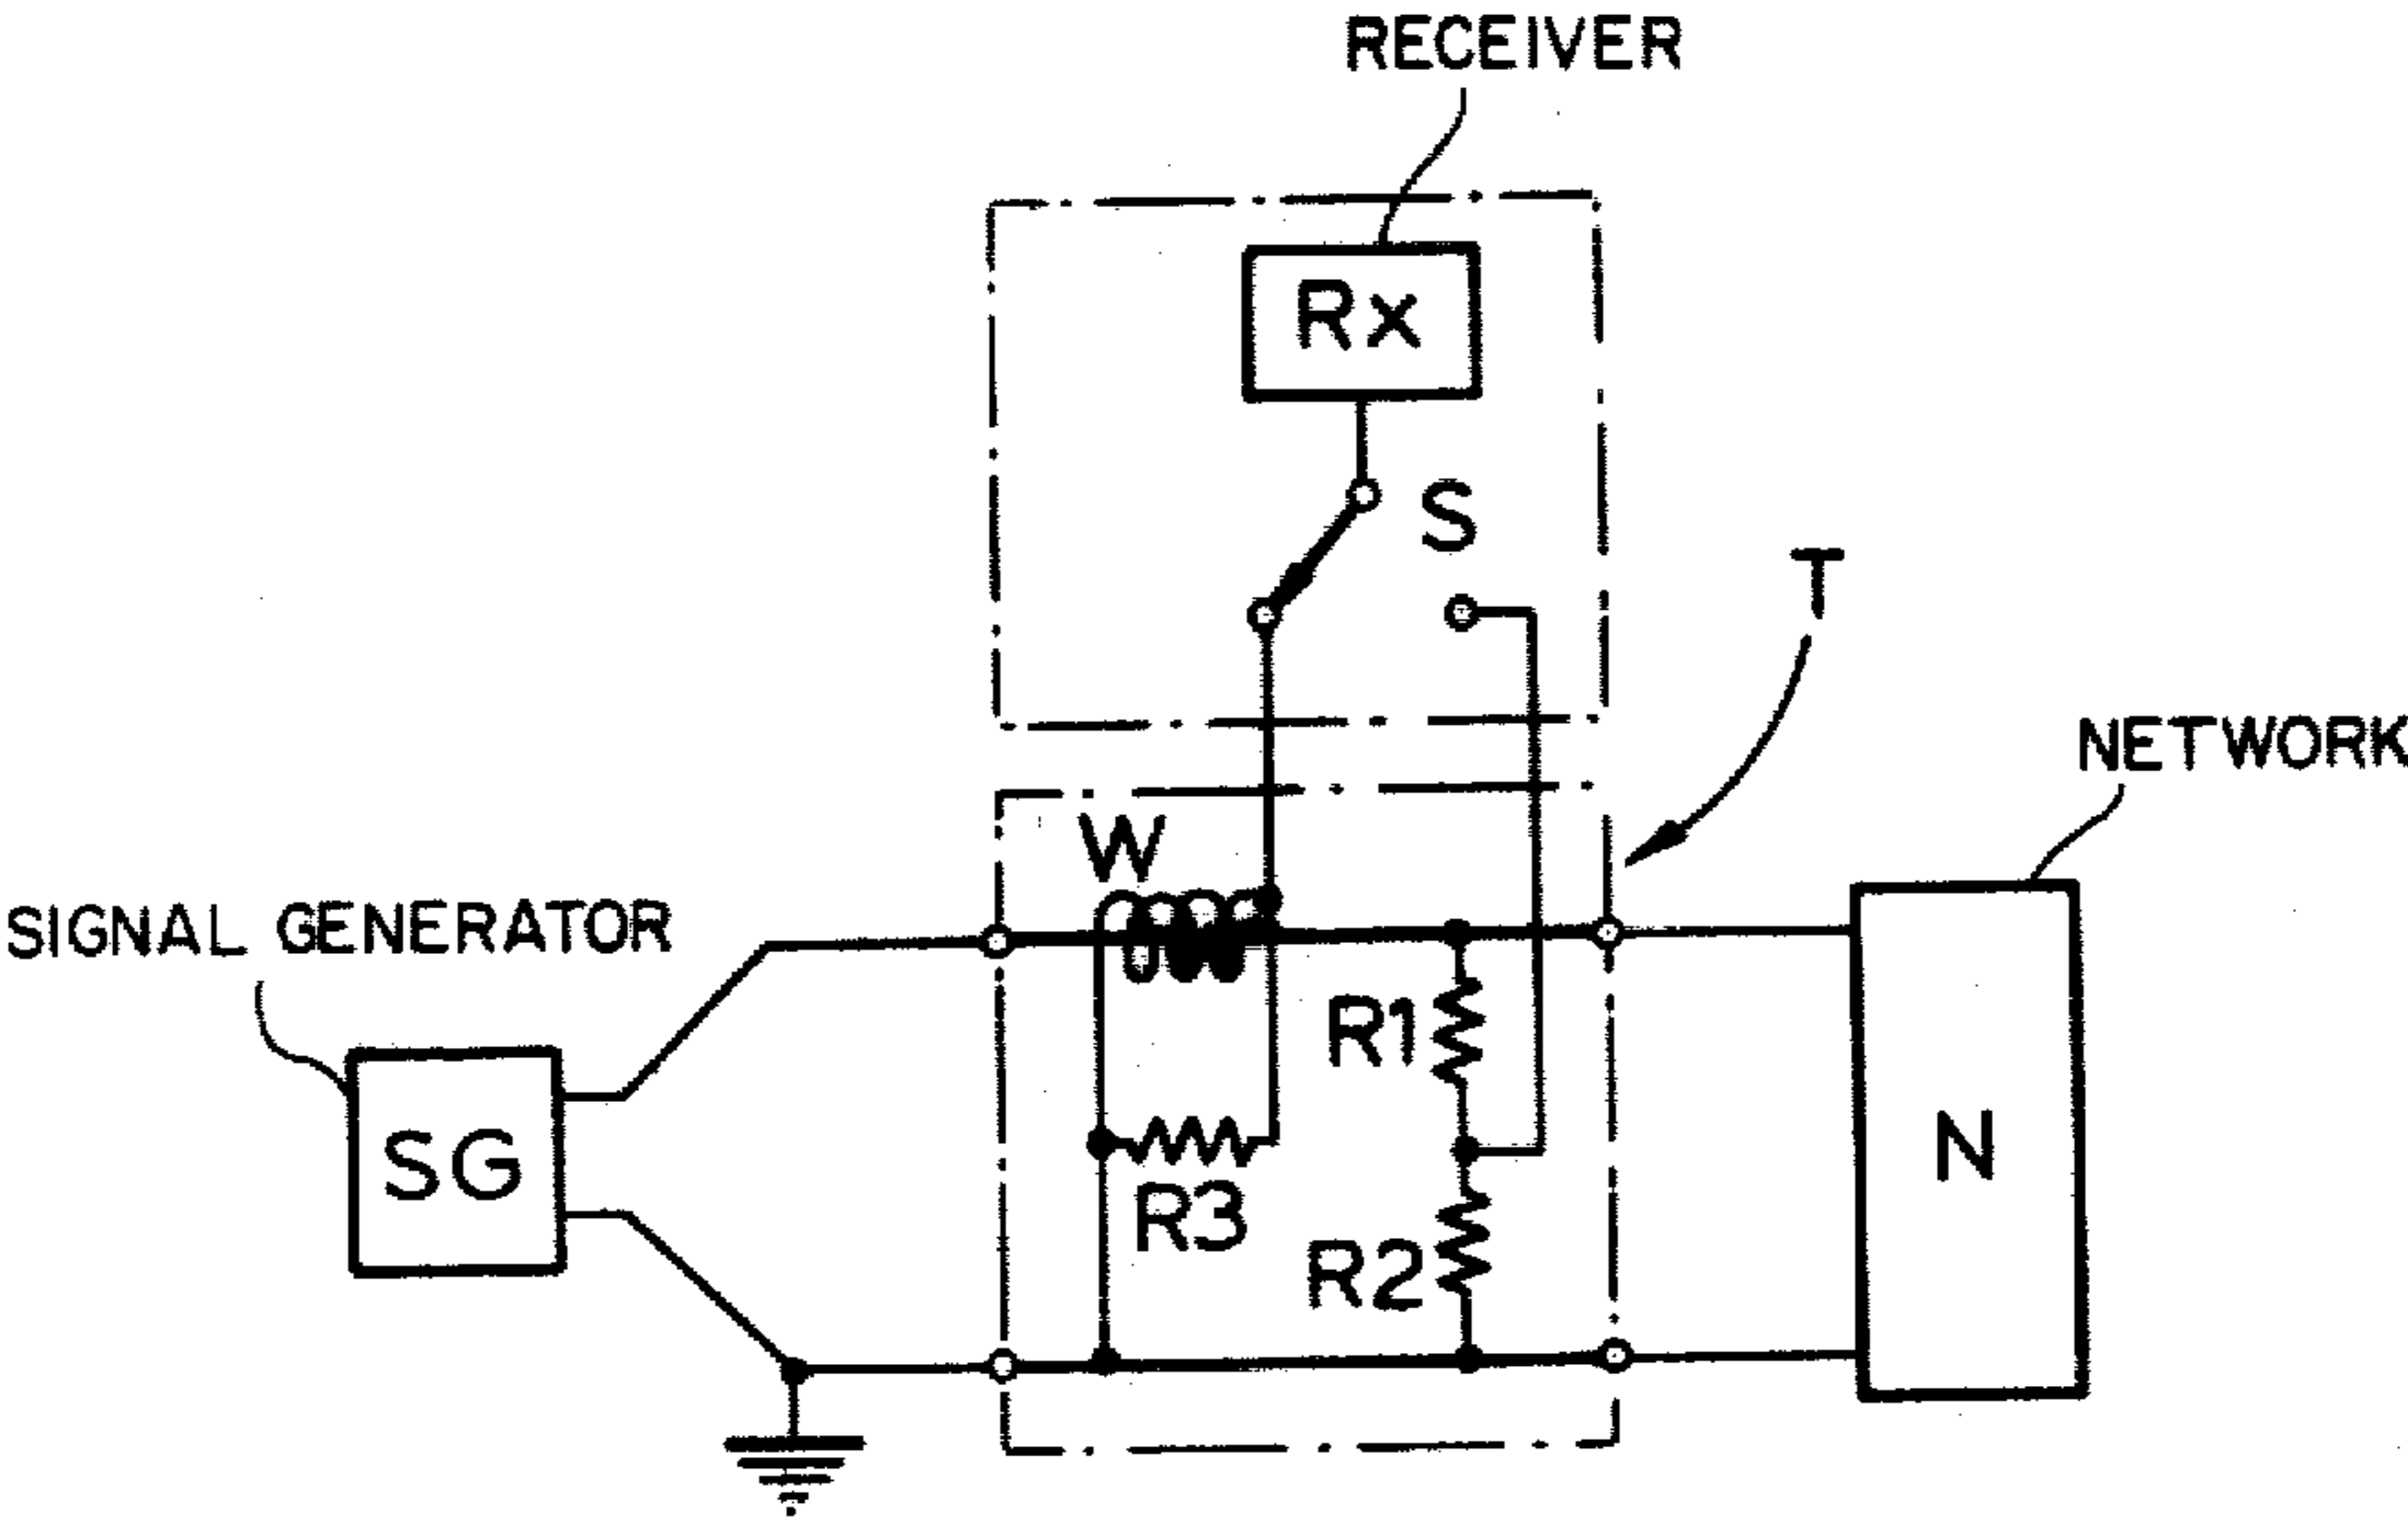 RECEIVER
Rx
S
T
NETWORK
W
SIGNAL GENERATOR
R1
SG
N
R3
R2